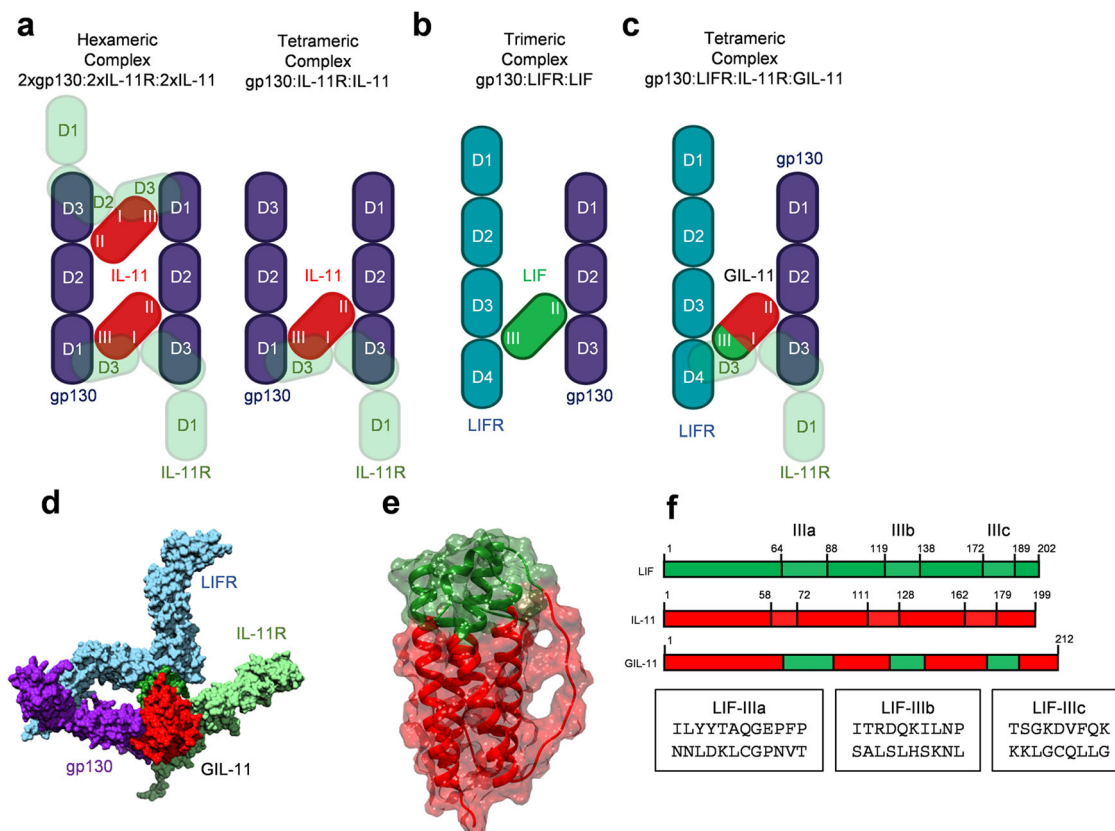 a
Hexameric
Complex
2xgp130:2xIL-11R:2xIL-11
Tetrameric
Complex
gp130:IL-11R:IL-11
D1
D3
D2
D3
D1
I
III
II
IL-11
D2
D2
D1
III
I
II
D3
D3
gp130
D1
IL-11R
D3
D1
D2
D2
IL-11
II
III
I
D1
D3
D3
gp130
D1
IL-11R
b
Trimeric
Complex
gp130:LIFR:LIF
D1
D2
D3
D4
LIFR
LIF
II
III
D1
D2
D3
gp130
c
Tetrameric
Complex
gp130:LIFR:IL-11R:GIL-11
gp130
D1
D1
D2
D2
GIL-11
D3
II
III
I
D3
D4
D3
LIFR
D1
IL-11R
d
LIFR
IL-11R
gp130
GIL-11
e
f
IIIa IIIb IIIc
1 64 88 119 138 172 189 202
LIF
1 58 72 111 128 162 179 199
IL-11
1 212
GIL-11
LIF-IIIa
ILYYTAQGEPFP
NNLDKLCGPNVT
LIF-IIIb
ITRDQKILNP
SALSLHSKNL
LIF-IIIc
TSGKDVFQK
KKLGCQLLG